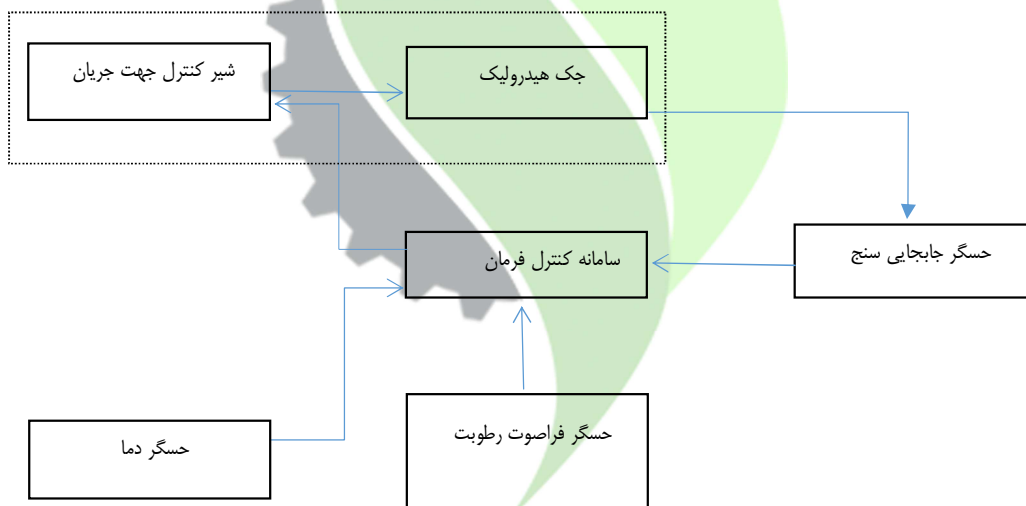 شیر کنترل جهت جریان
جک هیدرولیک
سامانه کنترل فرمان
حسگر جابجایی سنج
حسگر دما
حسگر فراصوت رطوبت